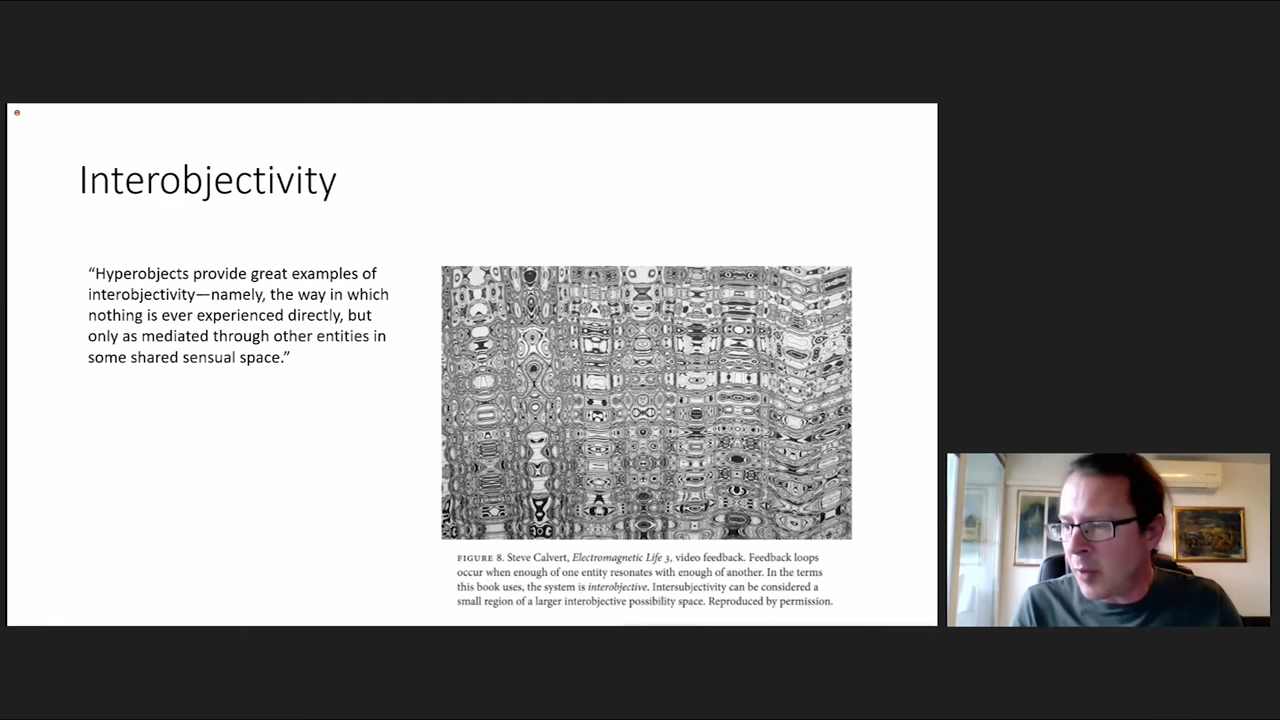 Interobjectivity
“Hyperobjects provide great examples of
interobjectivity—namely, the way in which
nothing is ever experienced directly, but
only as mediated through other entities in
some shared sensual space.”
FIGURE 8. Steve Calvert, Electromagnetic Life 3, video feedback. Feedback loops
occur when enough of one entity resonates with enough of another. In the terms
this book uses, the system is interobjective. Intersubjectivity can be considered a
small region of a larger interobjective possibility space. Reproduced by permission.